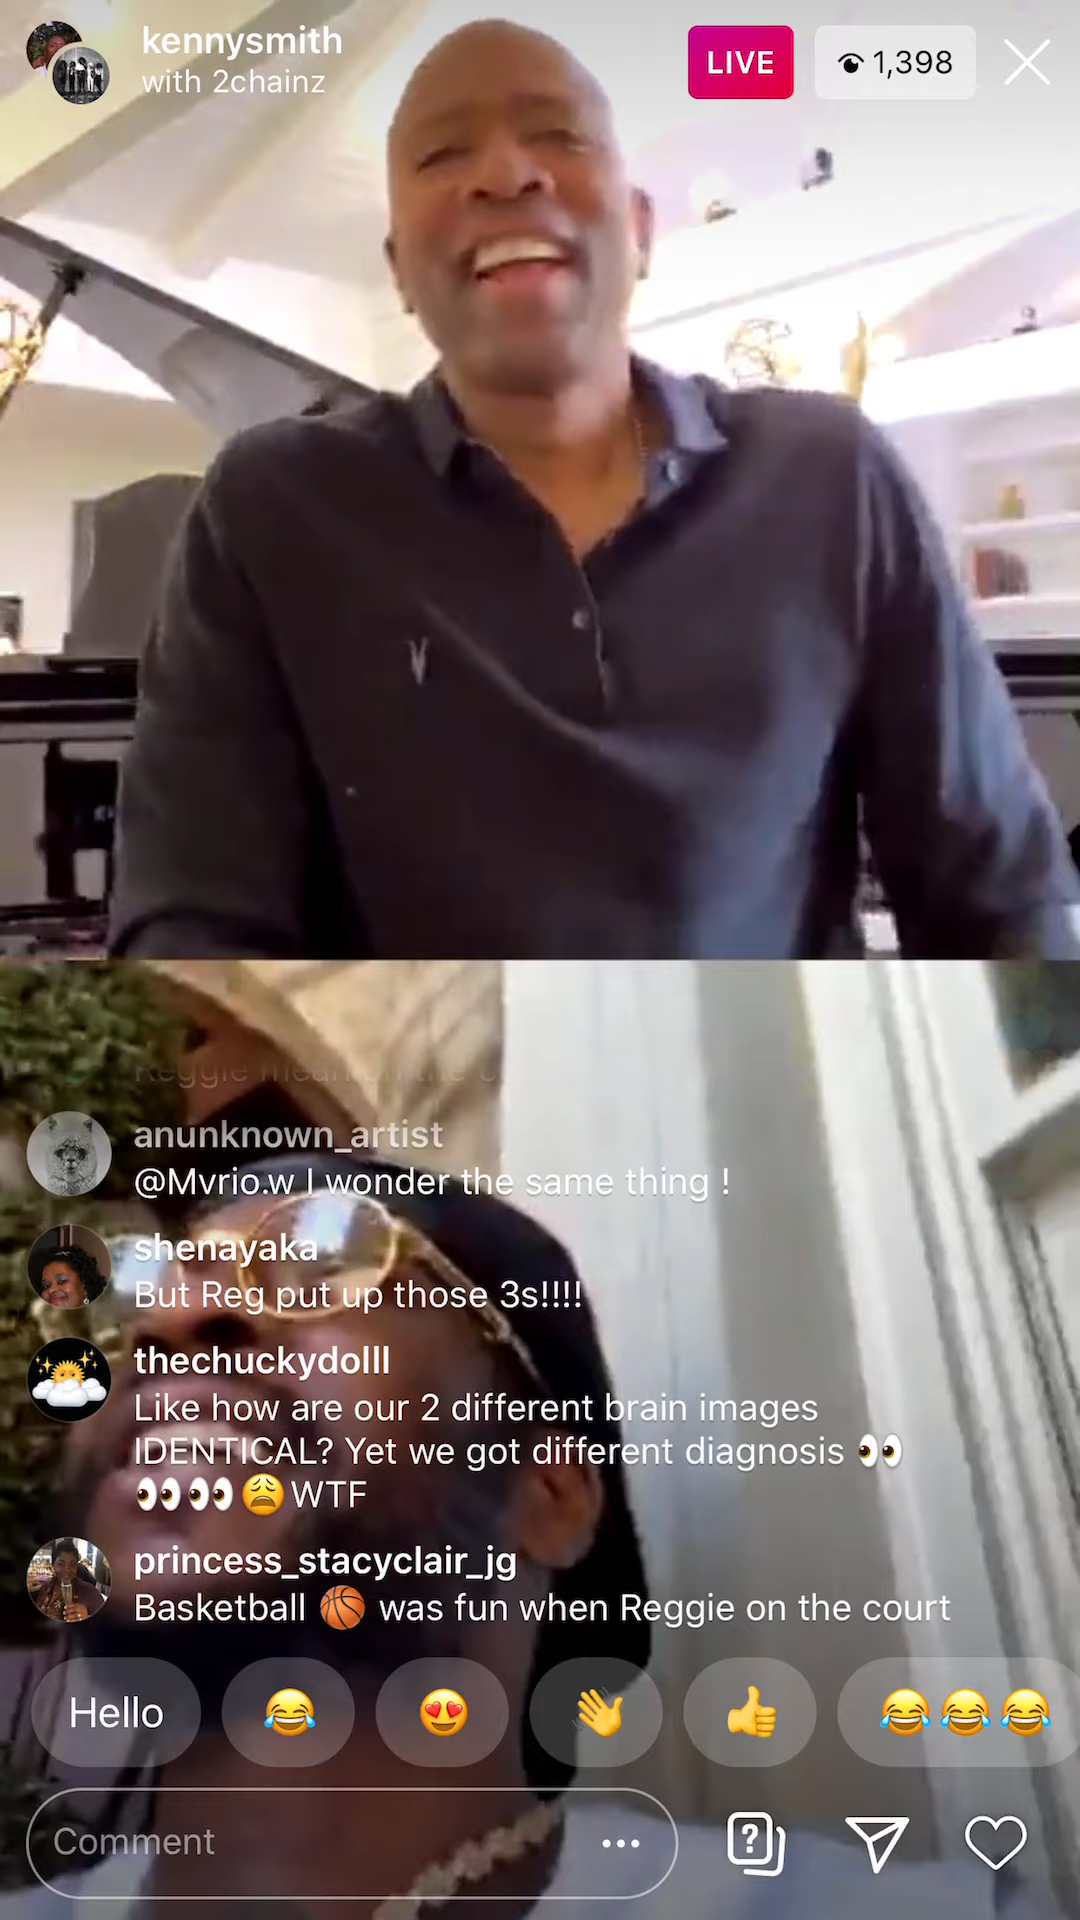 kennysmith
with 2chainz
LIVE
1,398
anunknown_artist
@Mvrio.w I wonder the same thing !
shenayaka
But Reg put up those 3s!!!!
thechuckydolll
Like how are our 2 different brain images
IDENTICAL? Yet we got different diagnosis 👀
👀👀😩WTF
princess_stacyclair_jg
Basketball 🏀 was fun when Reggie on the court
Hello 😂 😍 👋 👍 😂😂😂
Comment